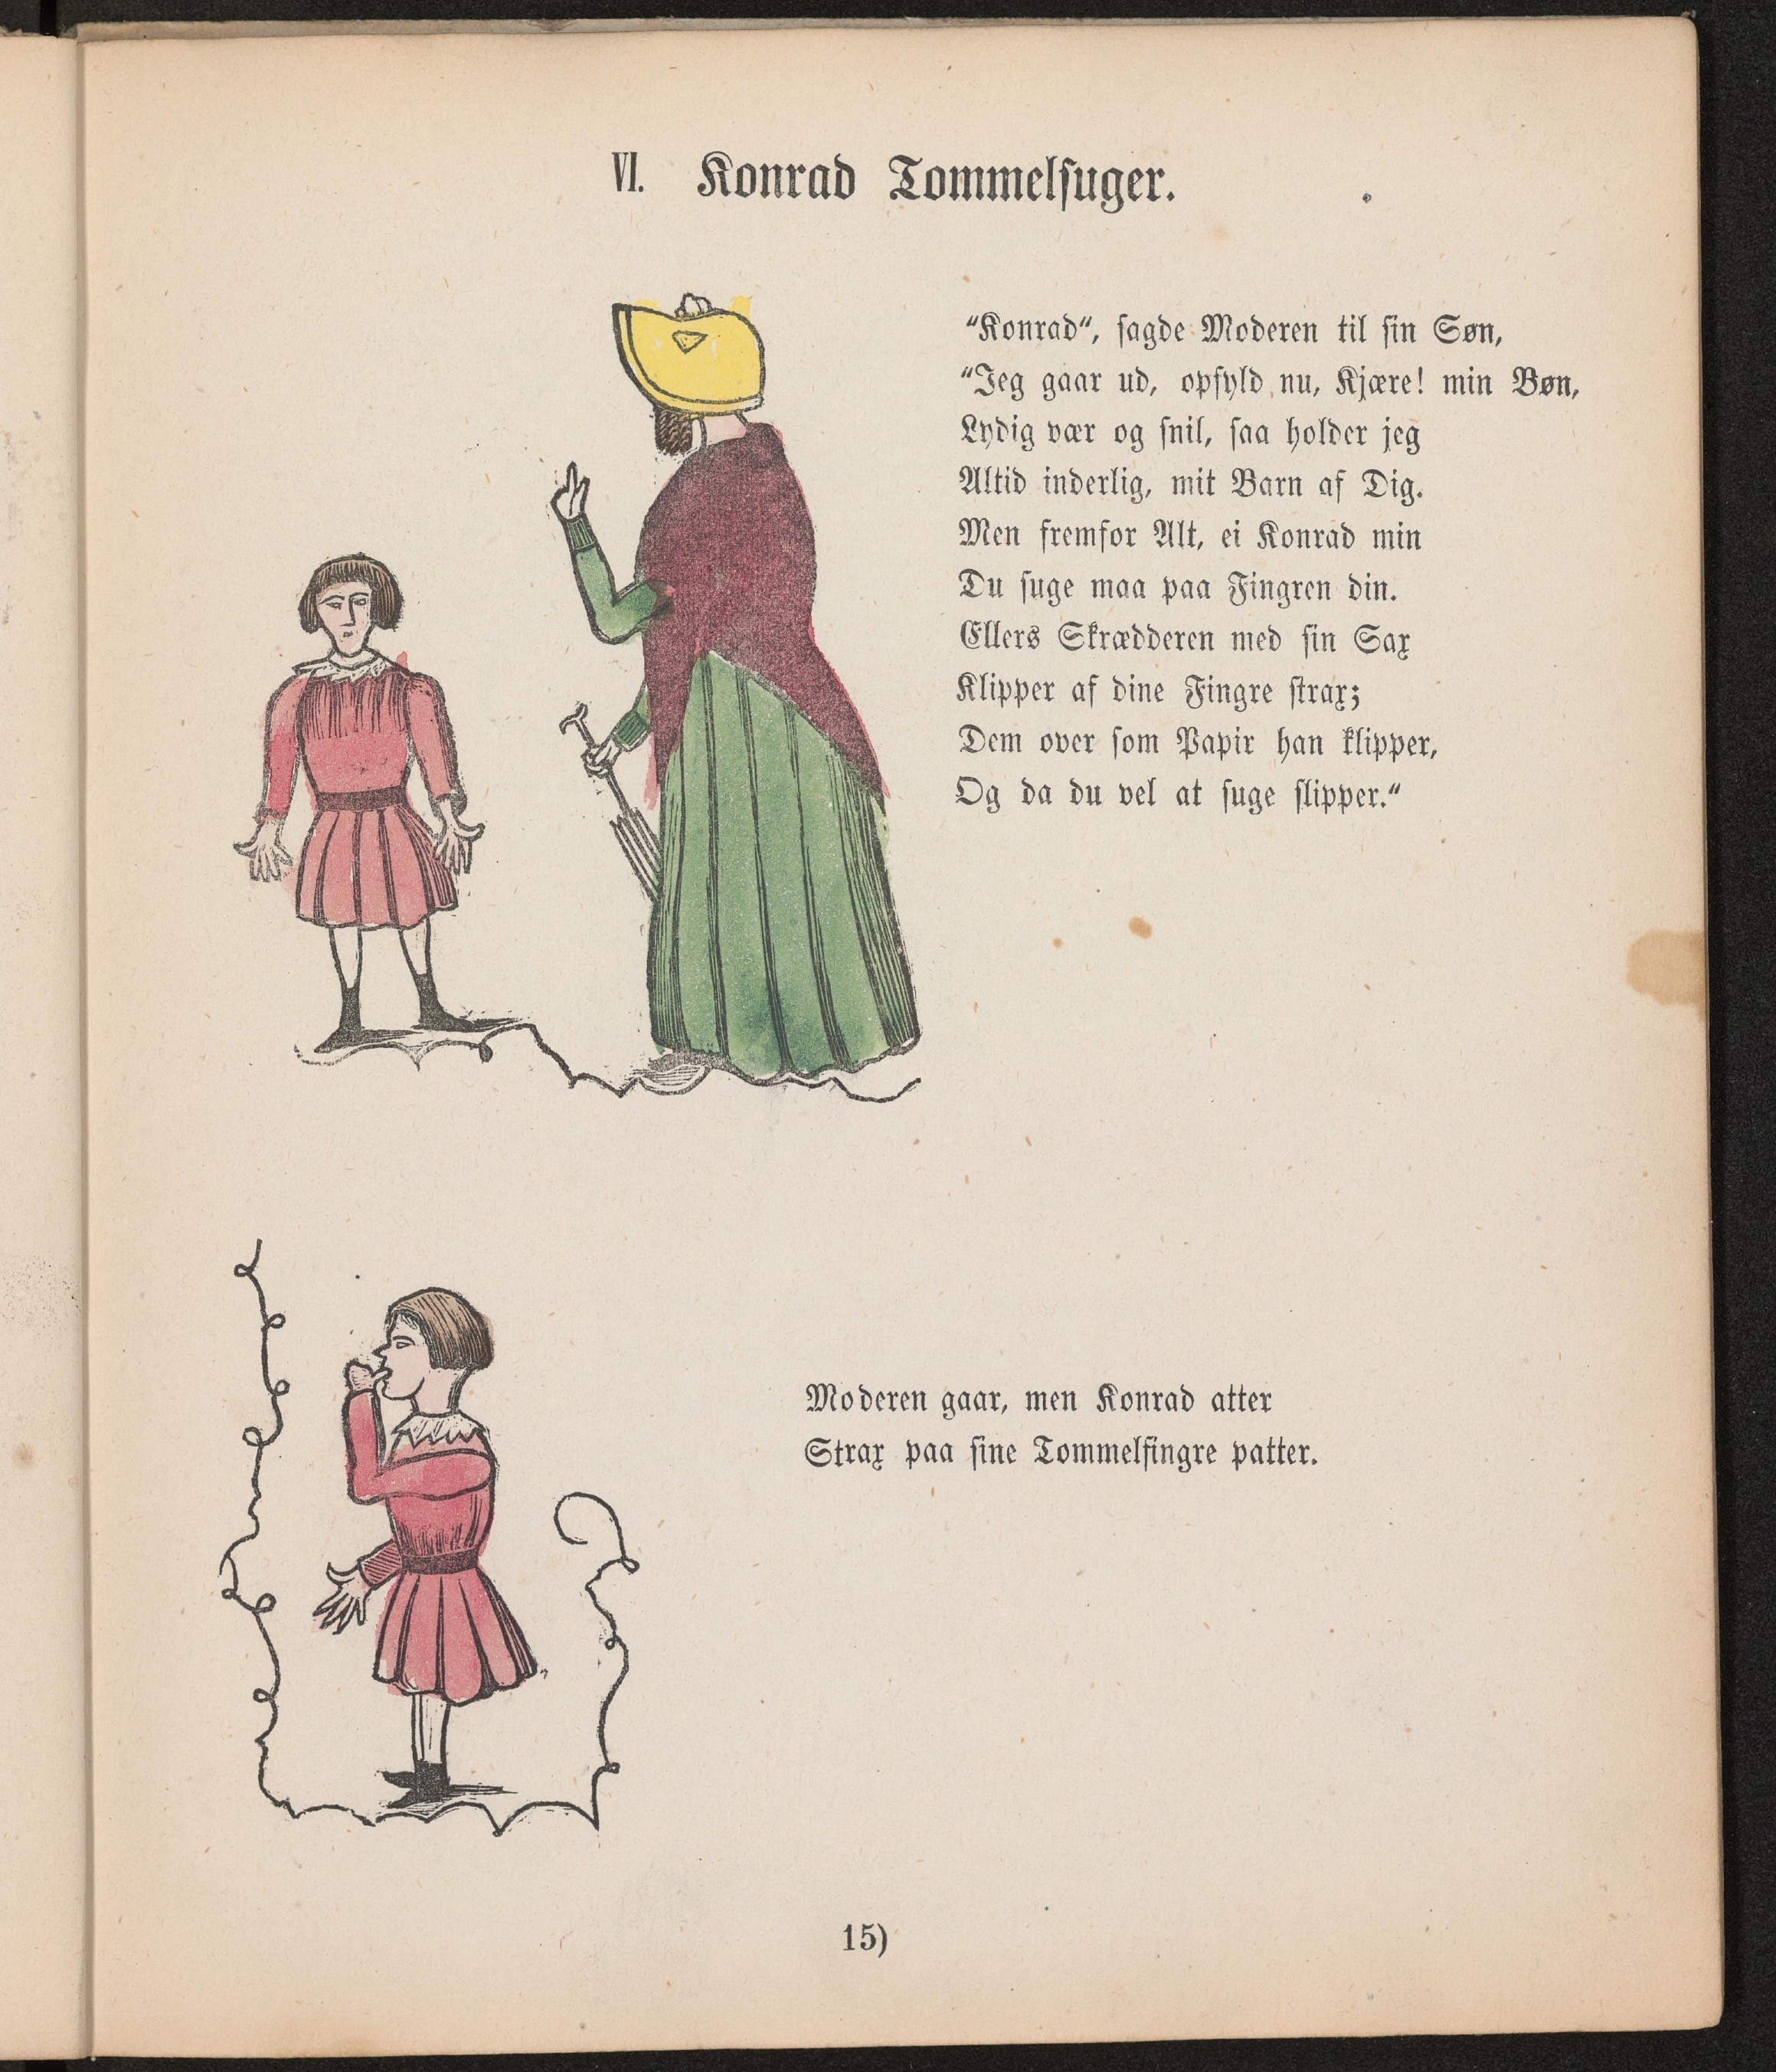 VI. Konrad Tommelsuger.
“Konrad“, sagde Moderen til sin Søn,
“Jeg gaar ud, opfyld nu, Kjære! min Bøn,
Lydig vær og snil, saa holder jeg
Altid inderlig, mit Barn af Dig.
Men fremfor Alt, ei Konrad min
Du suge maa paa Fingren din.
Ellers Skrædderen med sin Sax
Klipper af dine Fingre strax;
Dem over som Papir han klipper,
Og da du vel at suge slipper.“
Moderen gaar, men Konrad atter
Strax paa sine Tommelfingre patter.
15)